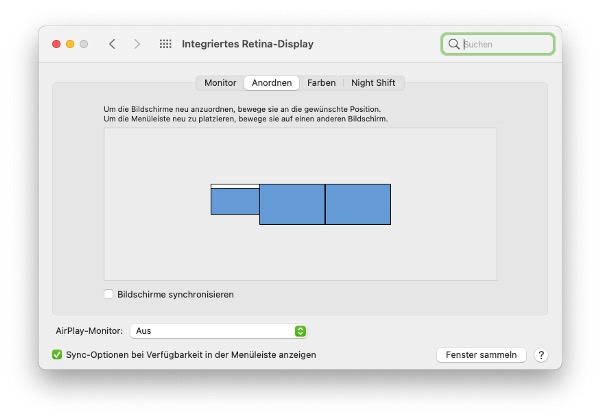 Integriertes Retina-Display
Suchen
Monitor Anordnen Farben Night Shift
Um die Bildschirme neu anzuordnen, bewege sie an die gewünschte Position.
Um die Menüleiste neu zu platzieren, bewege sie auf einen anderen Bildschirm.
Bildschirme synchronisieren
AirPlay-Monitor: Aus
Sync-Optionen bei Verfügbarkeit in der Menüleiste anzeigen
Fenster sammeln ?